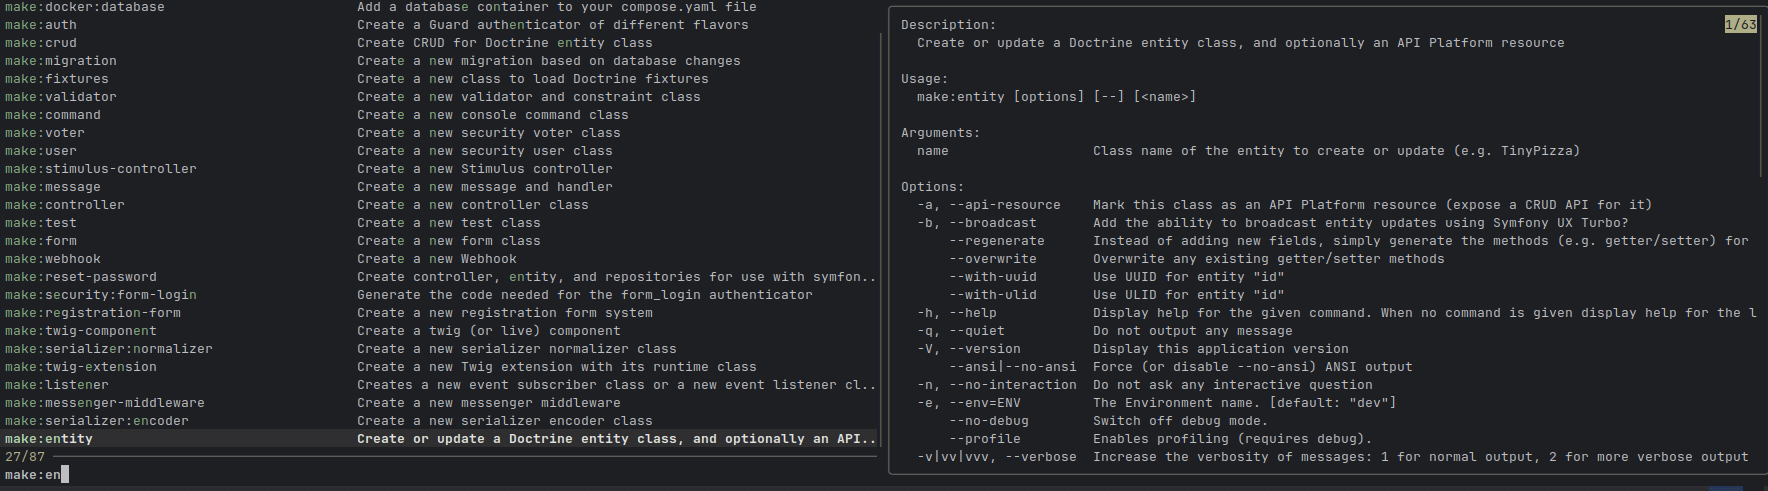 make:docker:database Add a database container to your compose.yaml file
make:auth Create a Guard authenticator of different flavors
make:crud Create CRUD for Doctrine entity class
make:migration Create a new migration based on database changes
make:fixtures Create a new class to load Doctrine fixtures
make:validator Create a new validator and constraint class
make:command Create a new console command class
make:voter Create a new security voter class
make:user Create a new security user class
make:stimulus-controller Create a new Stimulus controller
make:message Create a new message and handler
make:controller Create a new controller class
make:test Create a new test class
make:form Create a new form class
make:webhook Create a new Webhook
make:reset-password Create controller, entity, and repositories for use with symfon..
make:security:form-login Generate the code needed for the form_login authenticator
make:registration-form Create a new registration form system
make:twig-component Create a twig (or live) component
make:serializer:normalizer Create a new serializer normalizer class
make:twig-extension Create a new Twig extension with its runtime class
make:listener Creates a new event subscriber class or a new event listener cl..
make:messenger-middleware Create a new messenger middleware
make:serializer:encoder Create a new serializer encoder class
make:entity Create or update a Doctrine entity class, and optionally an API..
27/87
make:en
Description: 1/63
Create or update a Doctrine entity class, and optionally an API Platform resource
Usage:
make:entity [options] [--] [<name>]
Arguments:
name Class name of the entity to create or update (e.g. TinyPizza)
Options:
-a, --api-resource Mark this class as an API Platform resource (expose a CRUD API for it)
-b, --broadcast Add the ability to broadcast entity updates using Symfony UX Turbo?
--regenerate Instead of adding new fields, simply generate the methods (e.g. getter/setter) for
--overwrite Overwrite any existing getter/setter methods
--with-uuid Use UUID for entity "id"
--with-ulid Use ULID for entity "id"
-h, --help Display help for the given command. When no command is given display help for the l
-q, --quiet Do not output any message
-V, --version Display this application version
--ansi|--no-ansi Force (or disable --no-ansi) ANSI output
-n, --no-interaction Do not ask any interactive question
-e, --env=ENV The Environment name. [default: "dev"]
--no-debug Switch off debug mode.
--profile Enables profiling (requires debug).
-v|vv|vvv, --verbose Increase the verbosity of messages: 1 for normal output, 2 for more verbose output